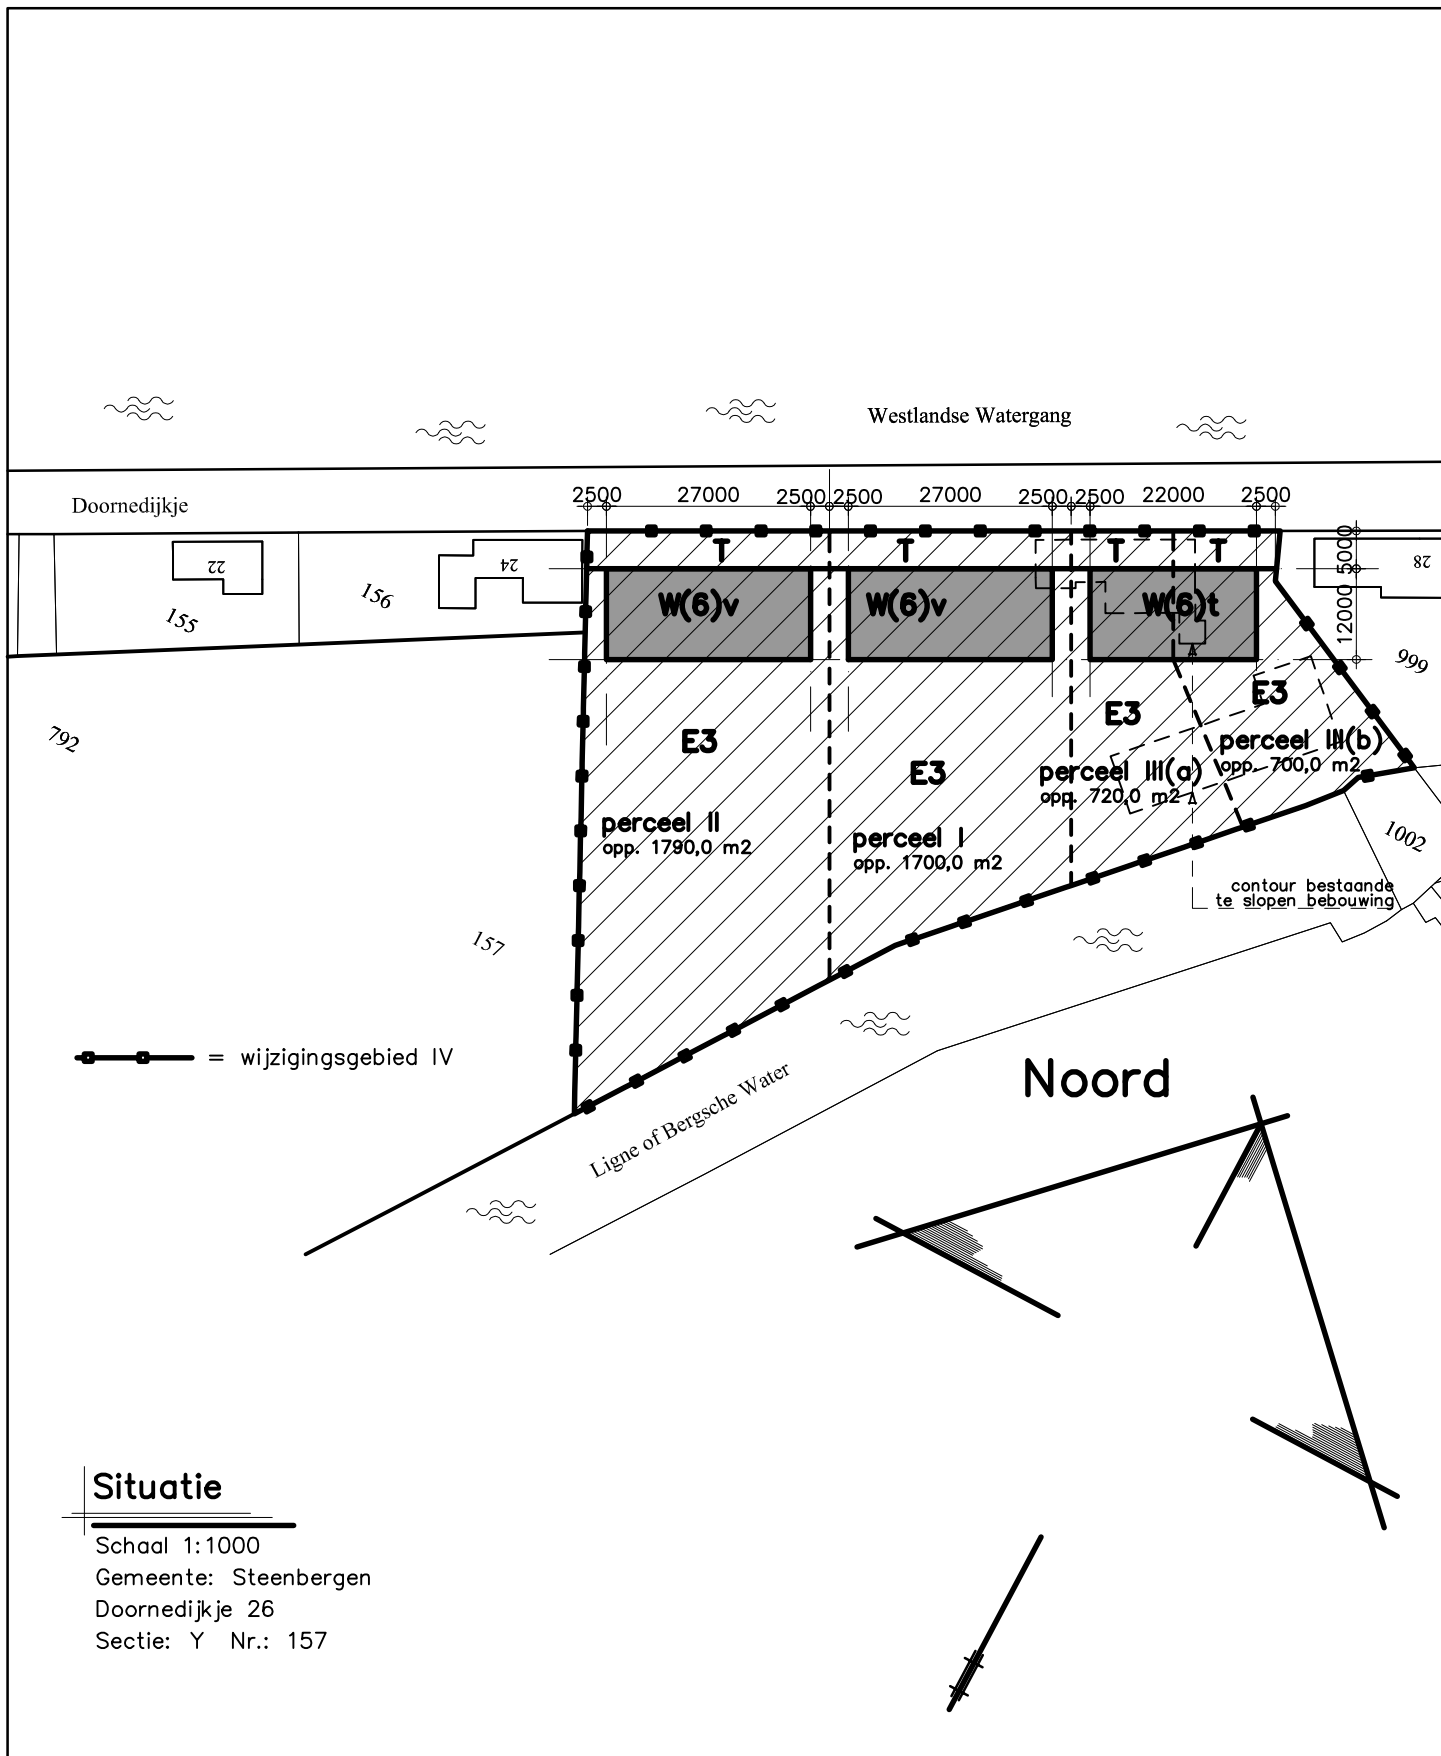 Westlandse Watergang
Doornedijkje
2500 27000 2500 2500 27000 2500 2500 22000 2500
T T T T
5000
12000
22
24
28
155
156
W(6)v W(6)v W(6)t
999
792
E3 E3 E3 E3
perceel III(b)
opp. 700,0 m2
perceel III(a)
opp. 720,0 m2
perceel II
opp. 1790,0 m2
perceel I
opp. 1700,0 m2
1002
contour bestaande
te slopen bebouwing
157
= wijzigingsgebied IV
Ligne of Bergsche Water
Noord
Situatie
Schaal 1:1000
Gemeente: Steenbergen
Doornedijkje 26
Sectie: Y Nr.: 157